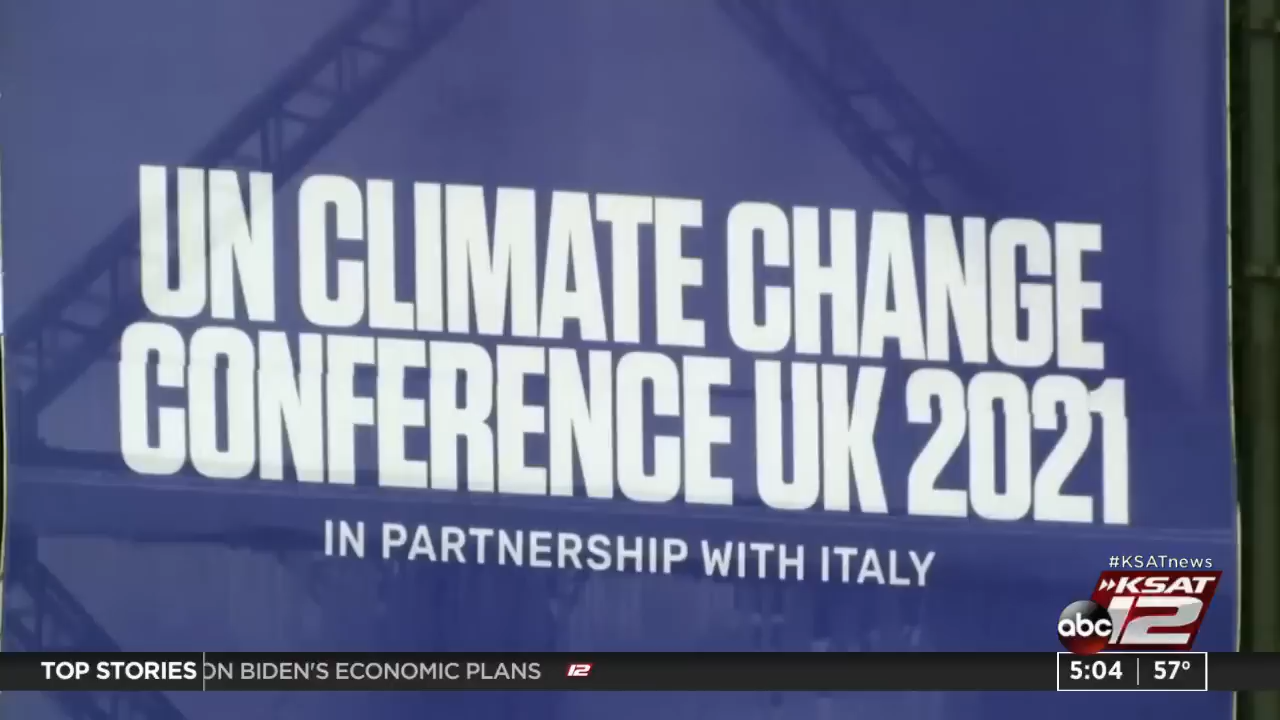 UN CLIMATE CHANGE
CONFERENCE UK 2021
IN PARTNERSHIP WITH ITALY
#KSATnews
KSAT
abc 12
TOP STORIES ON BIDEN'S ECONOMIC PLANS 12 5:04 57°